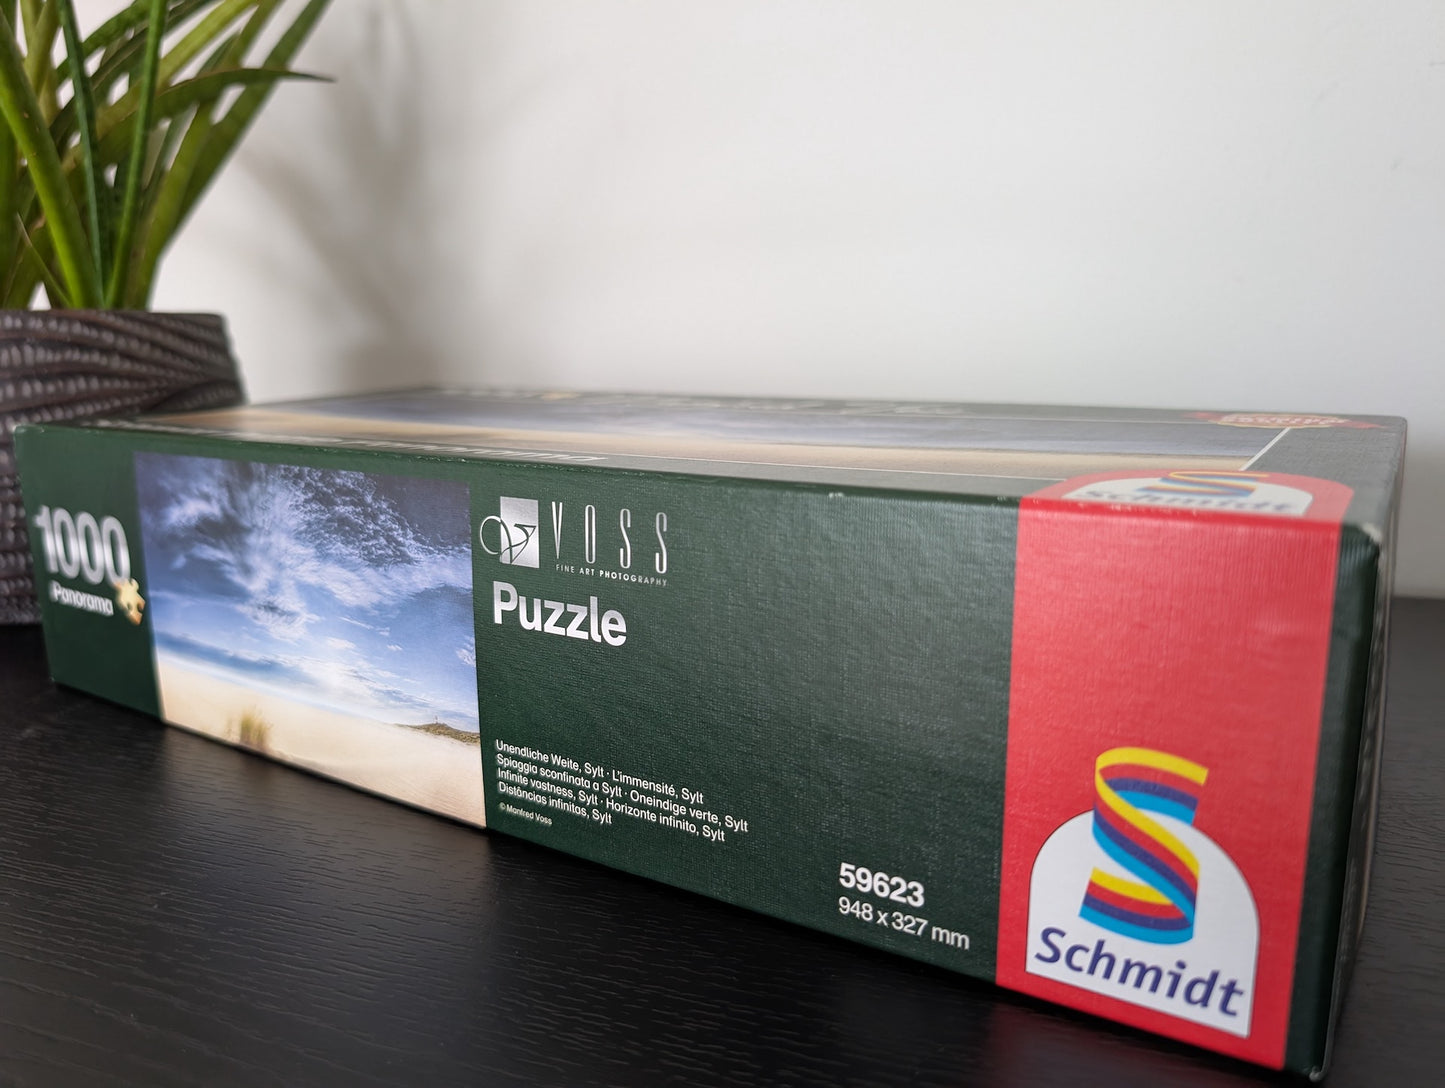 1000
Panorama
VOSS
FINE ART PHOTOGRAPHY
Puzzle
Unendliche Weite, Sylt · L'immensité, Sylt
Spiaggia sconfinata a Sylt · Oneindige verte, Sylt
Infinite vastness, Sylt · Horizonte infinito, Sylt
Distâncias infinitas, Sylt
© Manfred Voss
59623
948 x 327 mm
Schmidt
Schmidt